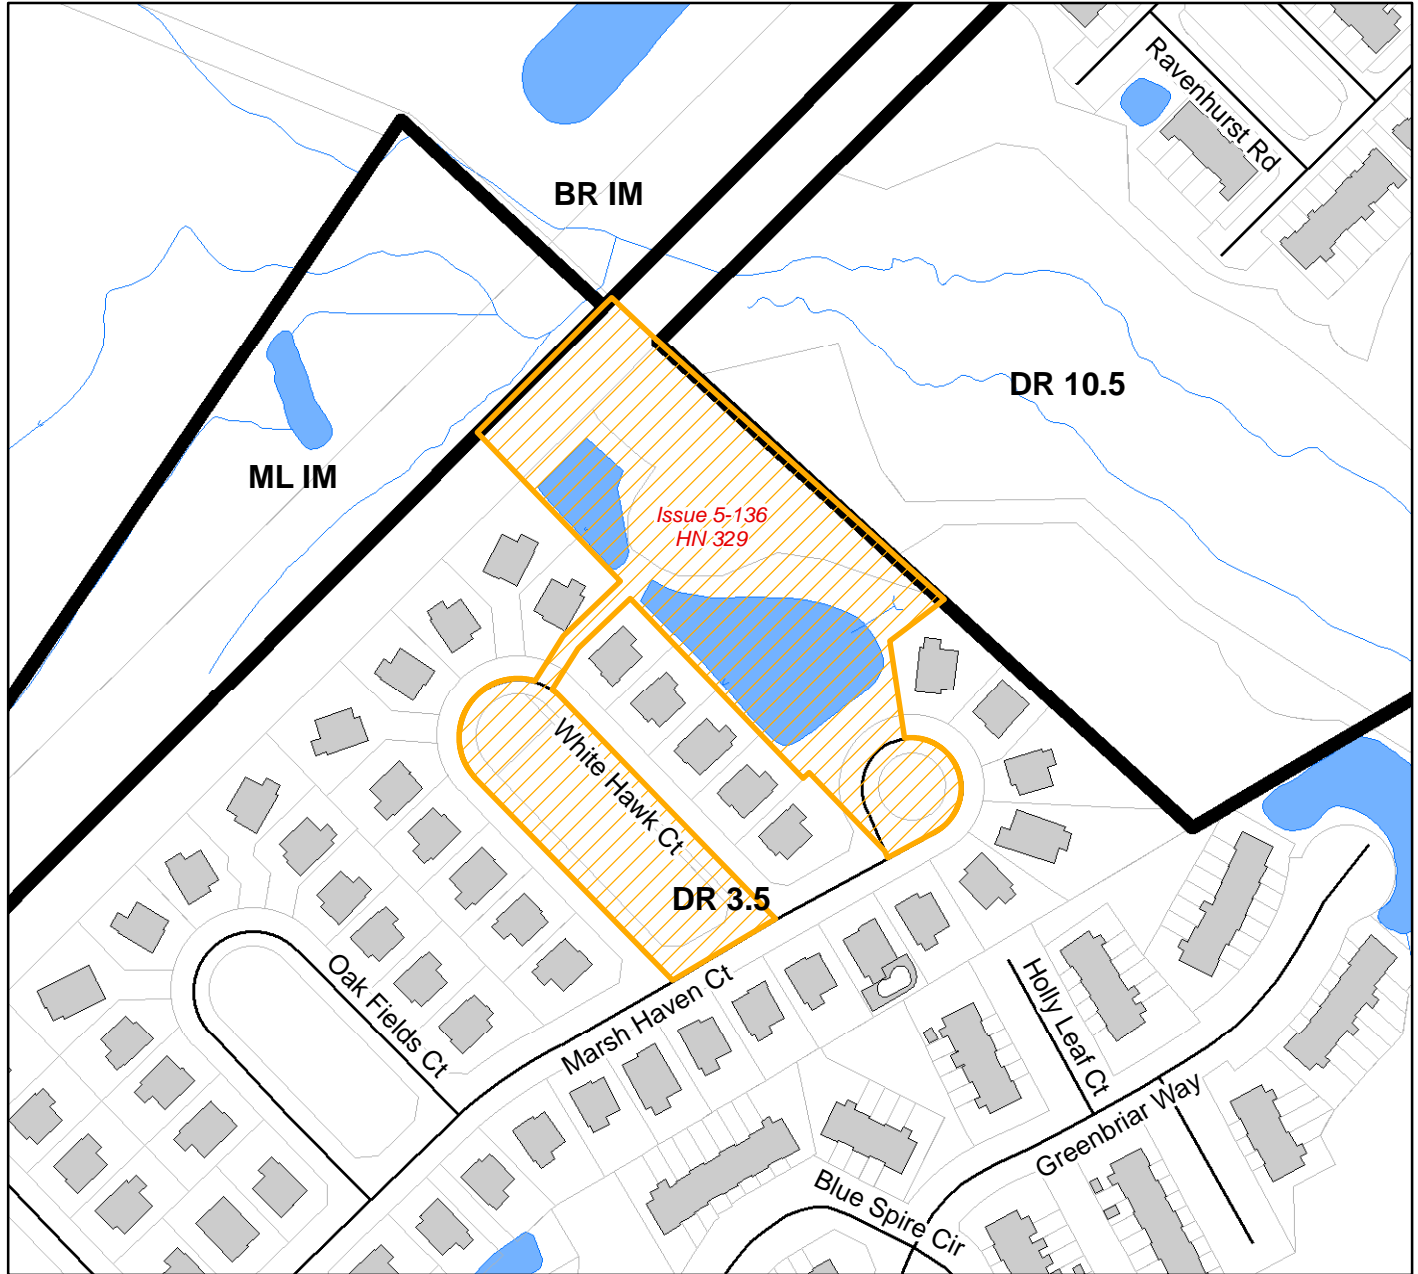 Ravenhurst Rd
BR IM
DR 10.5
ML IM
Issue 5-136
HN 329
White Hawk Ct
DR 3.5
Oak Fields Ct
Marsh Haven Ct
Holly Leaf Ct
Greenbriar Way
Blue Spire Cir